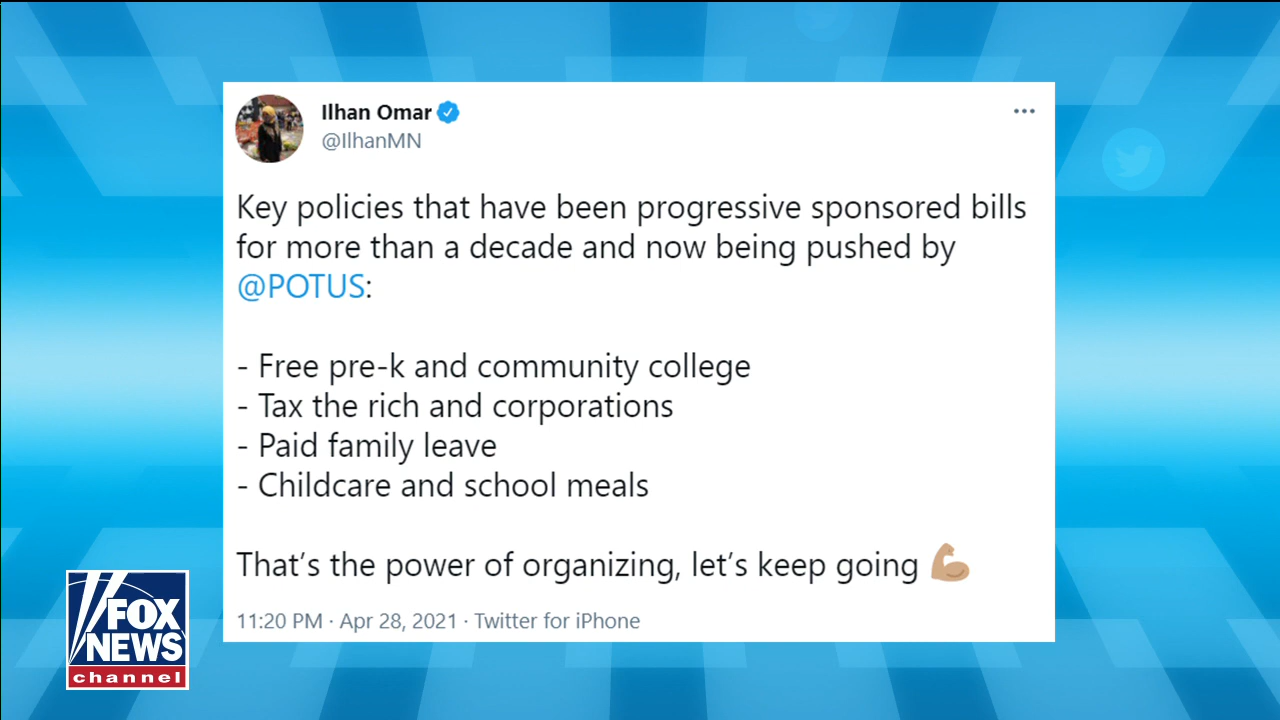 Ilhan Omar
@IlhanMN
Key policies that have been progressive sponsored bills
for more than a decade and now being pushed by
@POTUS:
- Free pre-k and community college
- Tax the rich and corporations
- Paid family leave
- Childcare and school meals
That’s the power of organizing, let’s keep going 💪🏼
11:20 PM · Apr 28, 2021 · Twitter for iPhone
FOX
NEWS
channel